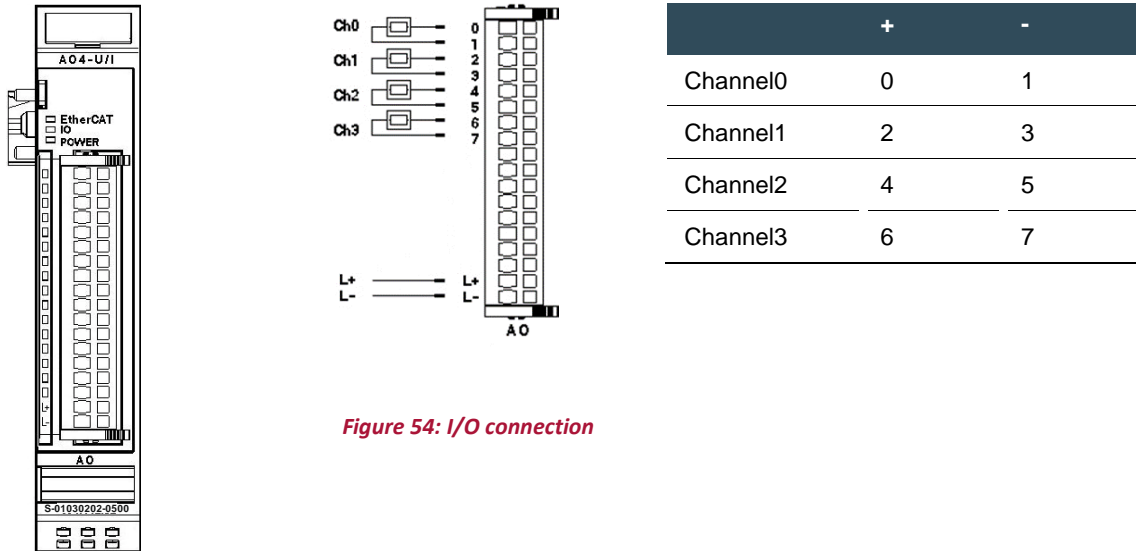 AO4-U/I
EtherCAT
IO
POWER
L+
L-
AO
S-01030202-0500
Ch0
Ch1
Ch2
Ch3
0
1
2
3
4
5
6
7
L+
L-
L+
L-
AO
Figure 54: I/O connection
+ -
Channel0 0 1
Channel1 2 3
Channel2 4 5
Channel3 6 7